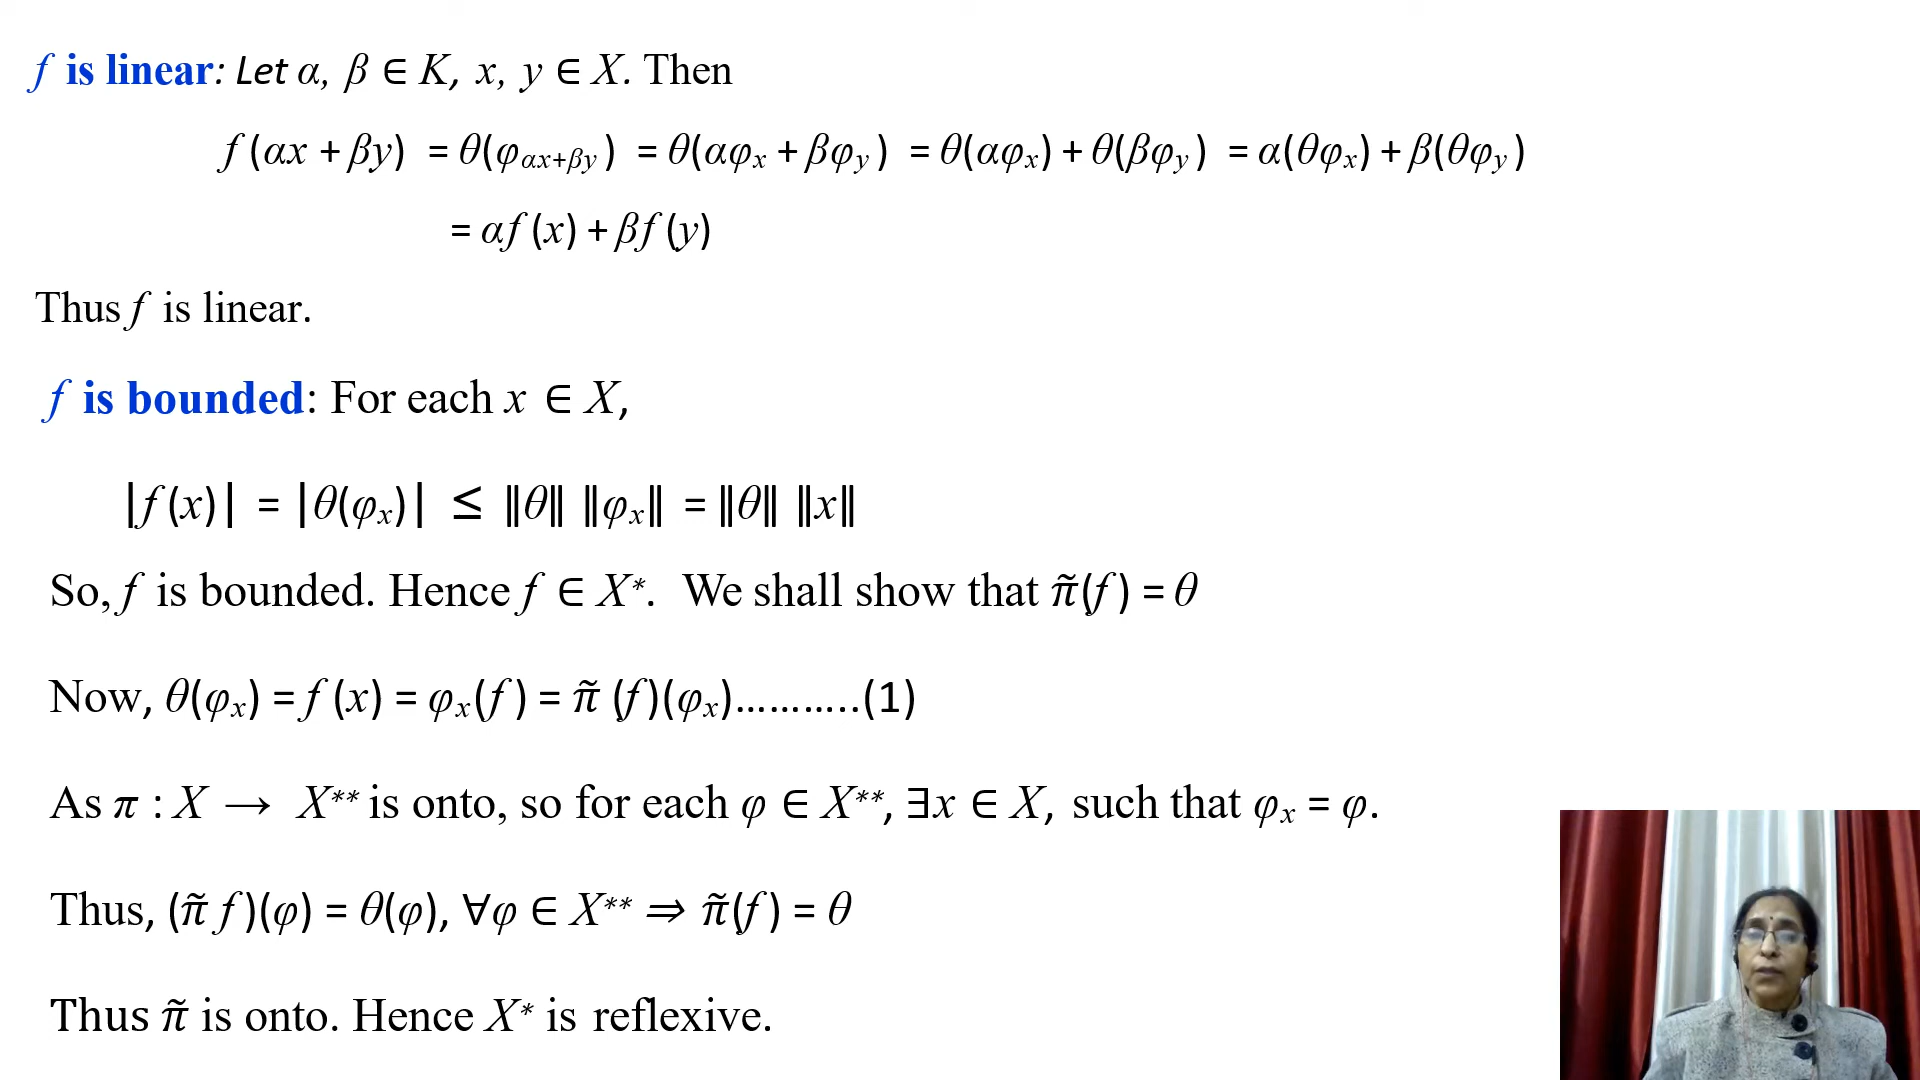 f is linear: Let α, β ∈ K, x, y ∈ X. Then
f(αx + βy) = θ(φ_{αx+βy}) = θ(αφ_x + βφ_y) = θ(αφ_x) + θ(βφ_y) = α(θφ_x) + β(θφ_y)
= αf(x) + βf(y)
Thus f is linear.
f is bounded: For each x ∈ X,
|f(x)| = |θ(φ_x)| ≤ ‖θ‖ ‖φ_x‖ = ‖θ‖ ‖x‖
So, f is bounded. Hence f ∈ X*. We shall show that π̃(f) = θ
Now, θ(φ_x) = f(x) = φ_x(f) = π̃ (f)(φ_x)………..(1)
As π : X → X** is onto, so for each φ ∈ X**, ∃x ∈ X, such that φ_x = φ.
Thus, (π̃ f)(φ) = θ(φ), ∀φ ∈ X** ⇒ π̃(f) = θ
Thus π̃ is onto. Hence X* is reflexive.